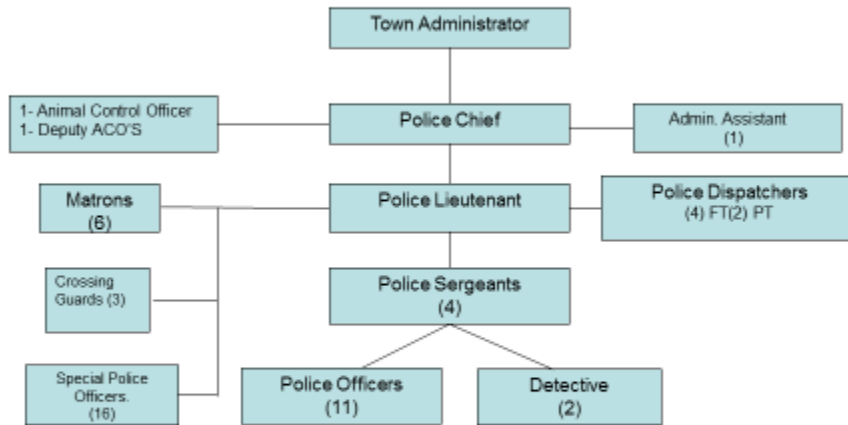 Town Administrator
1- Animal Control Officer
1- Deputy ACO'S
Police Chief
Admin. Assistant
(1)
Matrons
(6)
Police Lieutenant
Police Dispatchers
(4) FT(2) PT
Crossing
Guards (3)
Police Sergeants
(4)
Special Police
Officers.
(16)
Police Officers
(11)
Detective
(2)